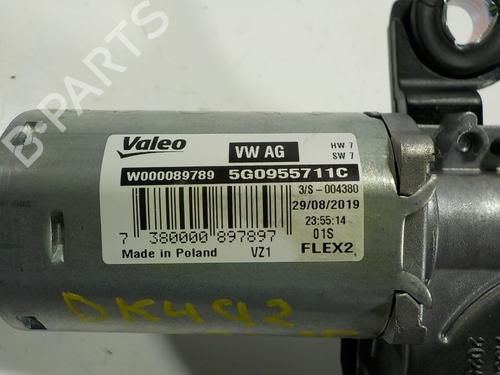 B-PARTS
Valeo
VW AG
HW 7
SW 7
W000089789 5G0955711C
3/S -004380
29/08/2019
23:55:14
7 380000 897897
01S
Made in Poland VZ1 FLEX2
DK492